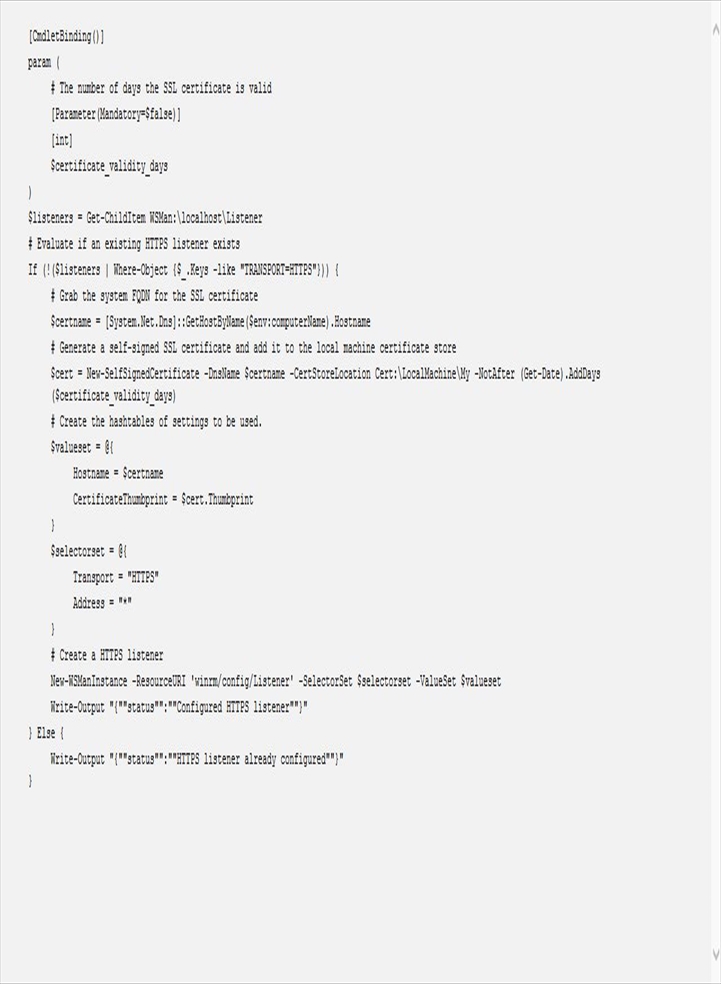 [CmdletBinding()]
param (
# The number of days the SSL certificate is valid
[Parameter(Mandatory=$false)]
[int]
$certificate_validity_days
)
$listeners = Get-ChildItem WSMan:\localhost\Listener
# Evaluate if an existing HTTPS listener exists
If (!($listeners | Where-Object {$_.Keys -like "TRANSPORT=HTTPS"})) {
# Grab the system FQDN for the SSL certificate
$certname = [System.Net.Dns]::GetHostByName($env:computerName).Hostname
# Generate a self-signed SSL certificate and add it to the local machine certificate store
$cert = New-SelfSignedCertificate -DnsName $certname -CertStoreLocation Cert:\LocalMachine\My -NotAfter (Get-Date).AddDays
($certificate_validity_days)
# Create the hashtables of settings to be used.
$valueset = @{
Hostname = $certname
CertificateThumbprint = $cert.Thumbprint
}
$selectorset = @{
Transport = "HTTPS"
Address = "*"
}
# Create a HTTPS listener
New-WSManInstance -ResourceURI 'winrm/config/Listener' -SelectorSet $selectorset -ValueSet $valueset
Write-Output "{""status"":""Configured HTTPS listener""}"
} Else {
Write-Output "{""status"":""HTTPS listener already configured""}"
}